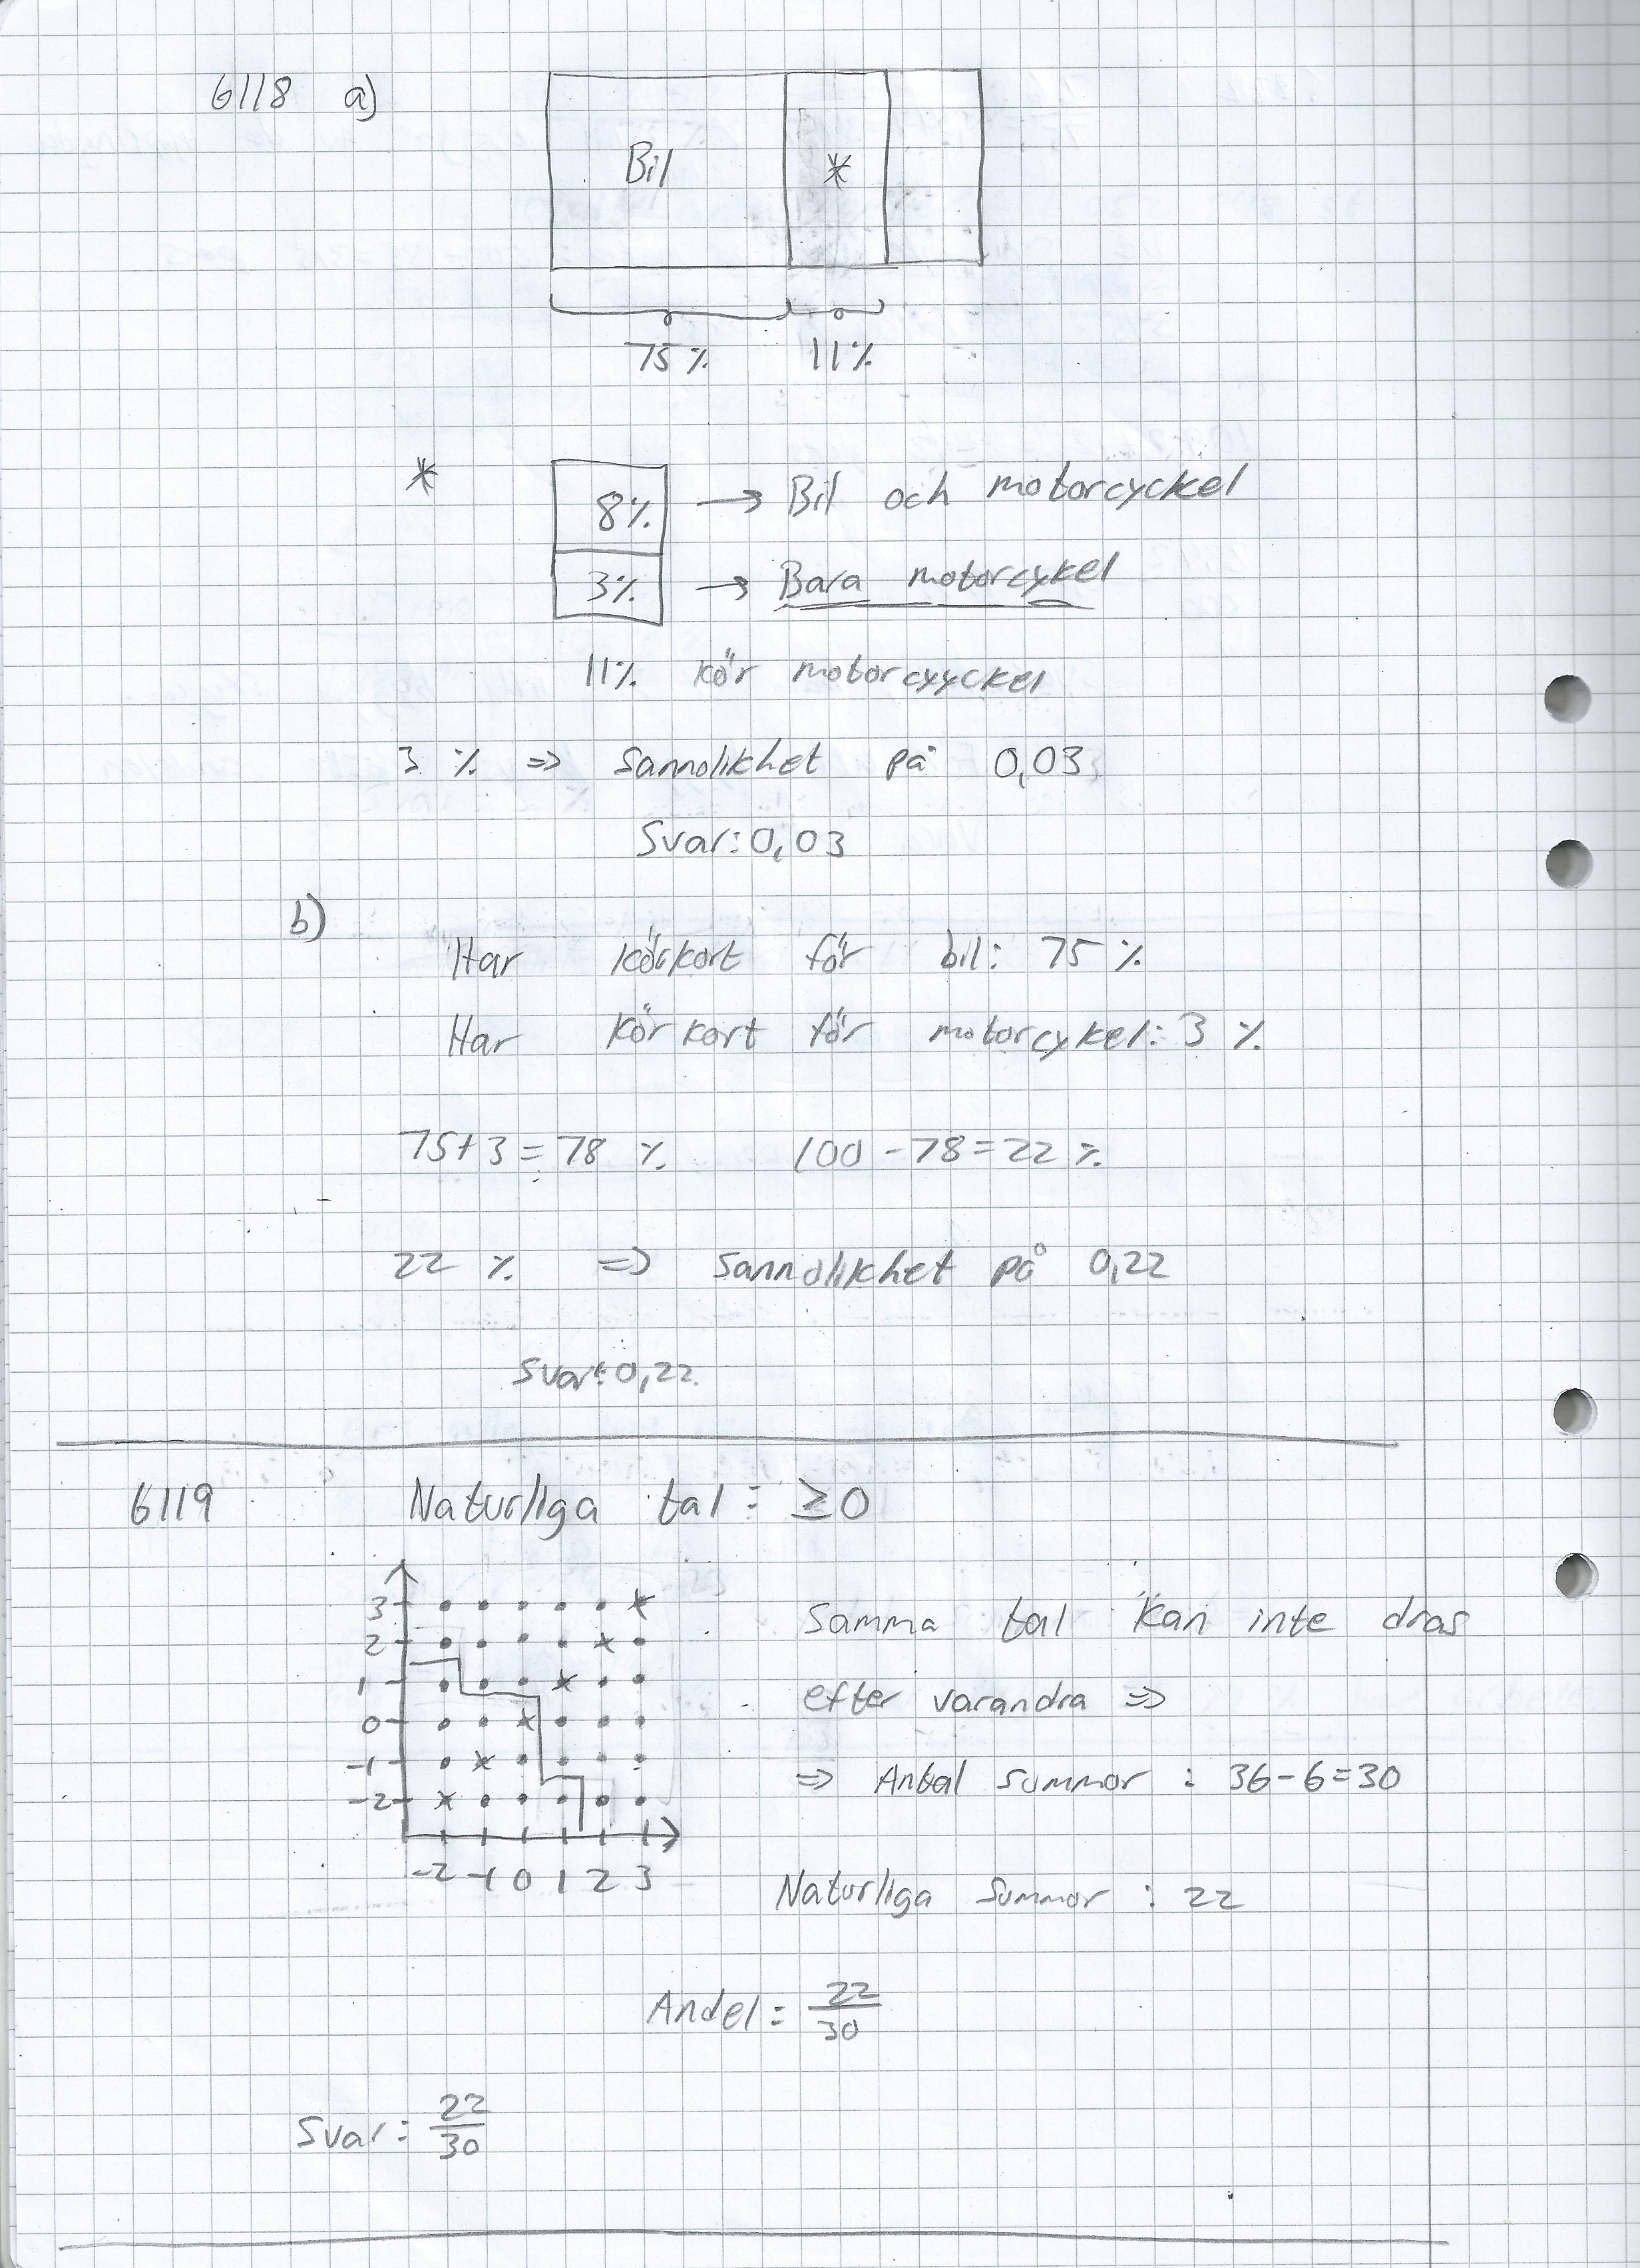 6118 a)
Bil *
75 % 11%
* 8% → Bil och motorcyckel
3% → Bara motorcykel
11% kör motorcyyckel
3 % => Sannolikhet på 0,03
Svar: 0,03
b)
Har körkort för bil: 75 %
Har körkort för motorcykel: 3 %
75+3=78 % 100-78=22 %
22 % => Sannolikhet på 0,22
Svar: 0,22
6119 Naturliga tal: ≥0
3
2
1
0
-1
-2
-2 -1 0 1 2 3
Samma tal kan inte dras
efter varandra =>
=> Antal summor : 36-6=30
Naturliga summor : 22
Andel = 22/30
Svar: 22/30